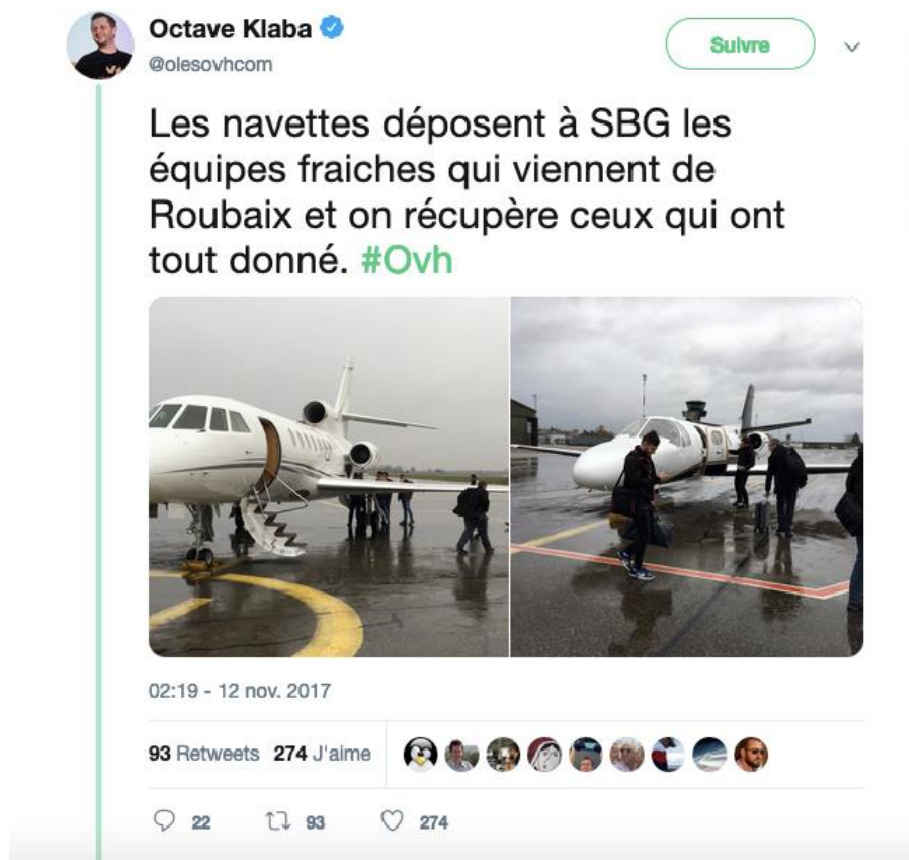 Octave Klaba
@olesovhcom
Suivre
Les navettes déposent à SBG les
équipes fraiches qui viennent de
Roubaix et on récupère ceux qui ont
tout donné. #Ovh
02:19 - 12 nov. 2017
93 Retweets 274 J'aime
22 93 274